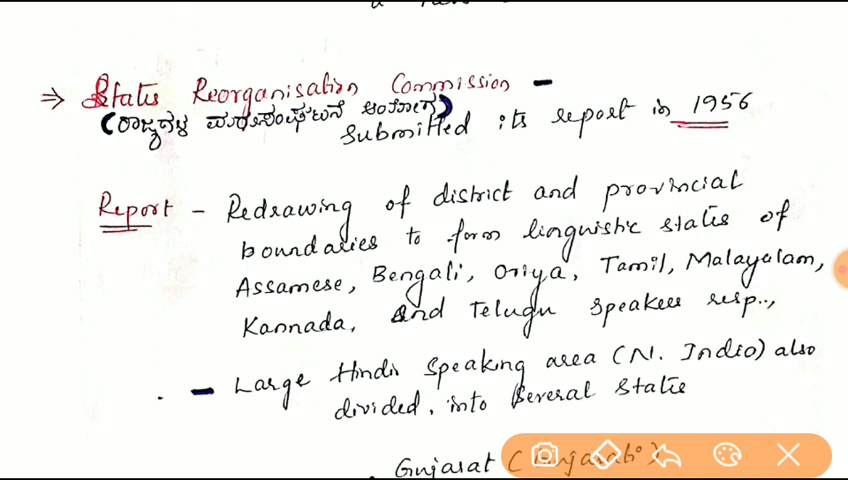 ⇒ States Reorganisation Commission -
(ರಾಜ್ಯಗಳ ಪುನರ್ಸಂಘಟನೆ ಆಯೋಗ)
Submitted its report in 1956
Report - Redrawing of district and provincial
boundaries to form linguistic states of
Assamese, Bengali, Oriya, Tamil, Malayalam,
Kannada, and Telugu speakers resp..,
- Large Hindi speaking area (N. India) also
divided, into several states
Gujarat (Gujarati)